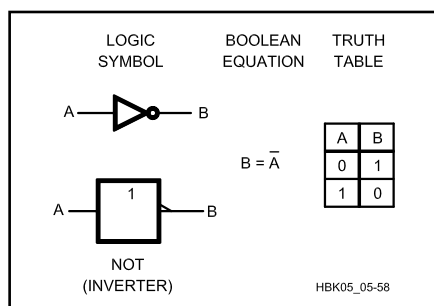 LOGIC
SYMBOL
BOOLEAN
EQUATION
TRUTH
TABLE
A B
B = A̅
A B
0 1
1 0
1
A B
NOT
(INVERTER)
HBK05_05-58